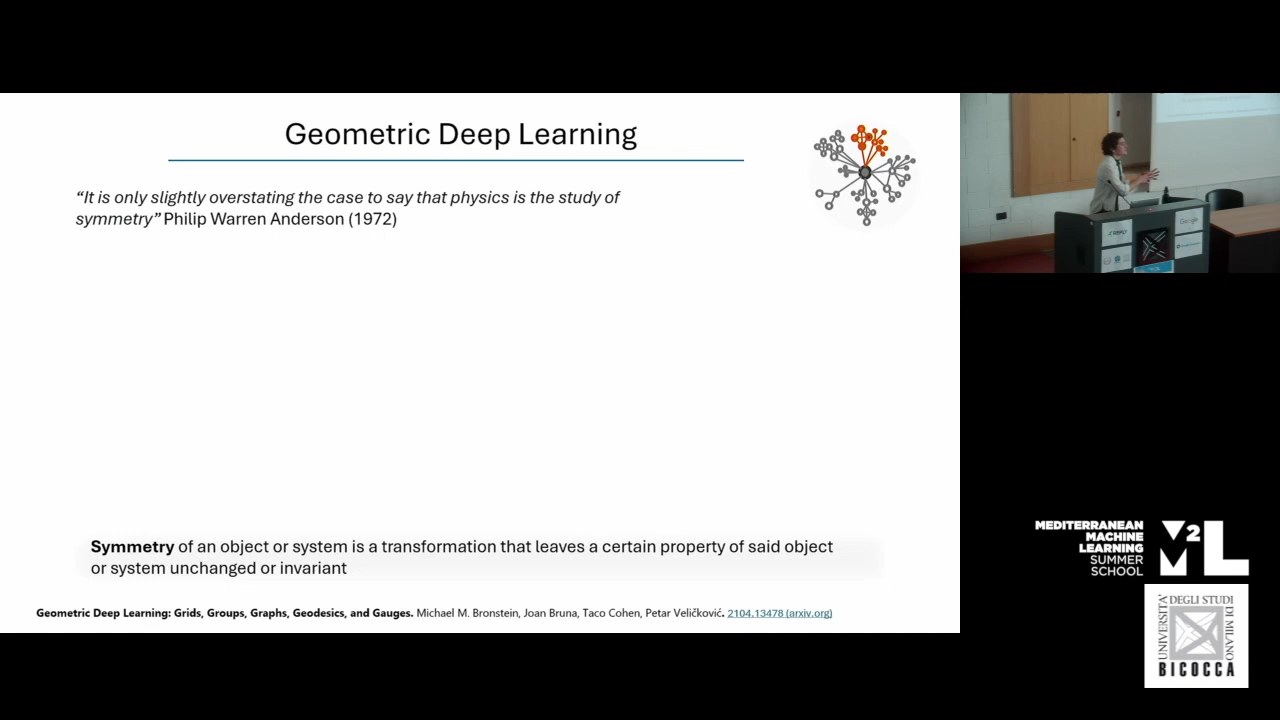 Geometric Deep Learning
“It is only slightly overstating the case to say that physics is the study of
symmetry” Philip Warren Anderson (1972)
Symmetry of an object or system is a transformation that leaves a certain property of said object
or system unchanged or invariant
Geometric Deep Learning: Grids, Groups, Graphs, Geodesics, and Gauges. Michael M. Bronstein, Joan Bruna, Taco Cohen, Petar Veličković. 2104.13478 (arxiv.org)
Google
MEDITERRANEAN
MACHINE
LEARNING
SUMMER
SCHOOL
M2L
UNIVERSITÀ
DEGLI STUDI
DI MILANO
BICOCCA